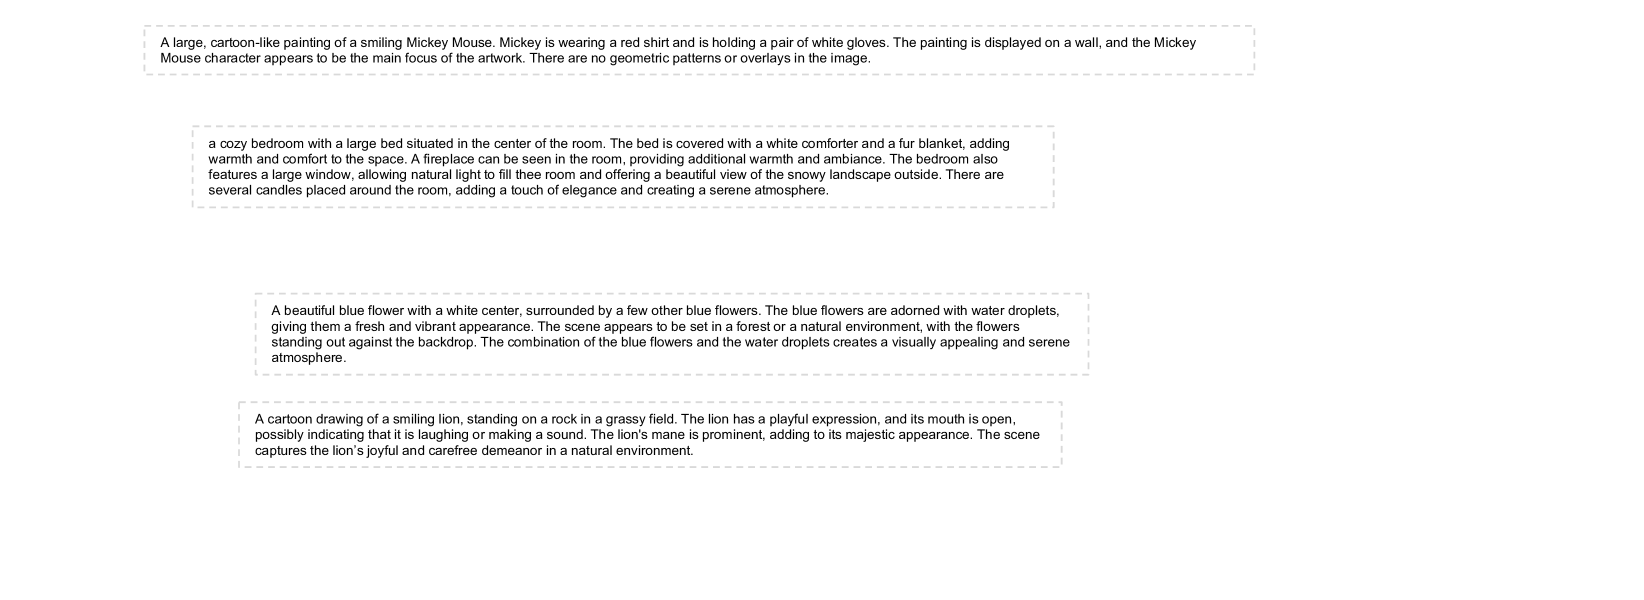 A large, cartoon-like painting of a smiling Mickey Mouse. Mickey is wearing a red shirt and is holding a pair of white gloves. The painting is displayed on a wall, and the Mickey
Mouse character appears to be the main focus of the artwork. There are no geometric patterns or overlays in the image.
a cozy bedroom with a large bed situated in the center of the room. The bed is covered with a white comforter and a fur blanket, adding
warmth and comfort to the space. A fireplace can be seen in the room, providing additional warmth and ambiance. The bedroom also
features a large window, allowing natural light to fill thee room and offering a beautiful view of the snowy landscape outside. There are
several candles placed around the room, adding a touch of elegance and creating a serene atmosphere.
A beautiful blue flower with a white center, surrounded by a few other blue flowers. The blue flowers are adorned with water droplets,
giving them a fresh and vibrant appearance. The scene appears to be set in a forest or a natural environment, with the flowers
standing out against the backdrop. The combination of the blue flowers and the water droplets creates a visually appealing and serene
atmosphere.
A cartoon drawing of a smiling lion, standing on a rock in a grassy field. The lion has a playful expression, and its mouth is open,
possibly indicating that it is laughing or making a sound. The lion's mane is prominent, adding to its majestic appearance. The scene
captures the lion's joyful and carefree demeanor in a natural environment.